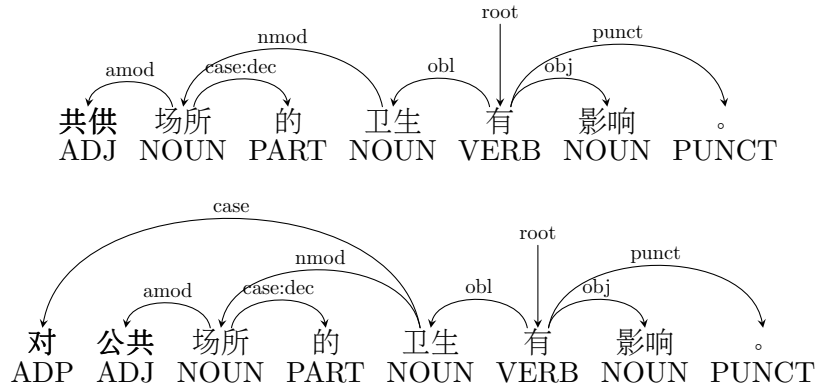 root
nmod punct
amod case:dec obl obj
共供 场所 的 卫生 有 影响 。
ADJ NOUN PART NOUN VERB NOUN PUNCT
case
root
nmod punct
amod case:dec obl obj
对 公共 场所 的 卫生 有 影响 。
ADP ADJ NOUN PART NOUN VERB NOUN PUNCT